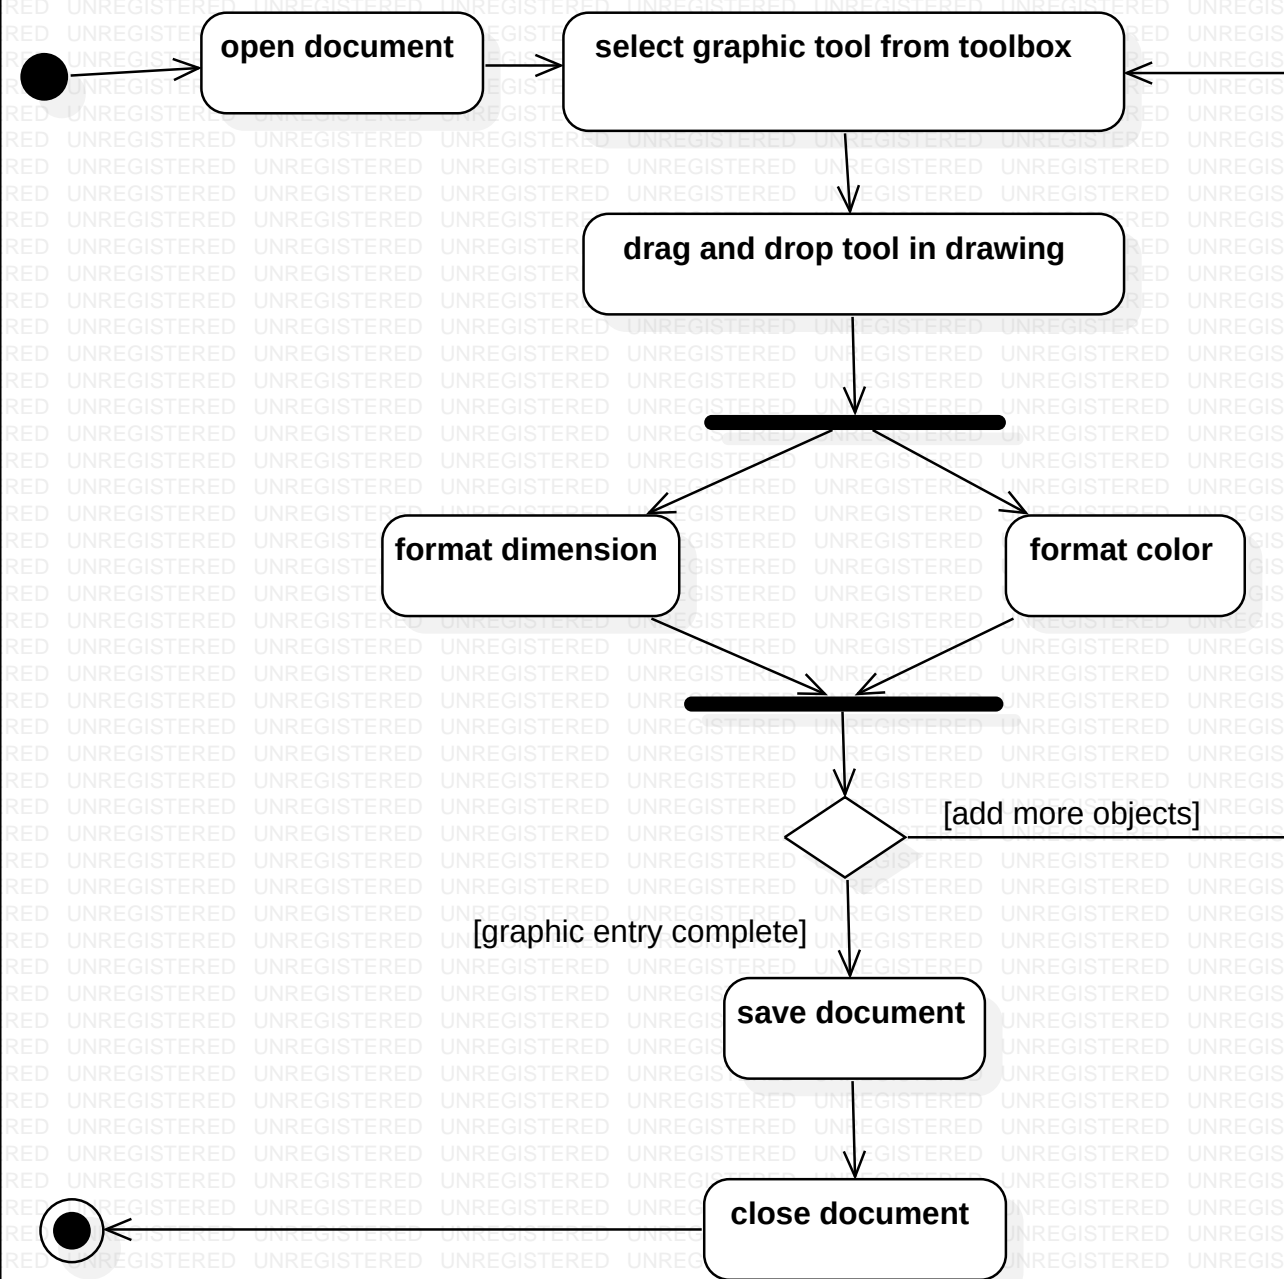 open document
select graphic tool from toolbox
drag and drop tool in drawing
format dimension
format color
[add more objects]
[graphic entry complete]
save document
close document
UNREGISTERED